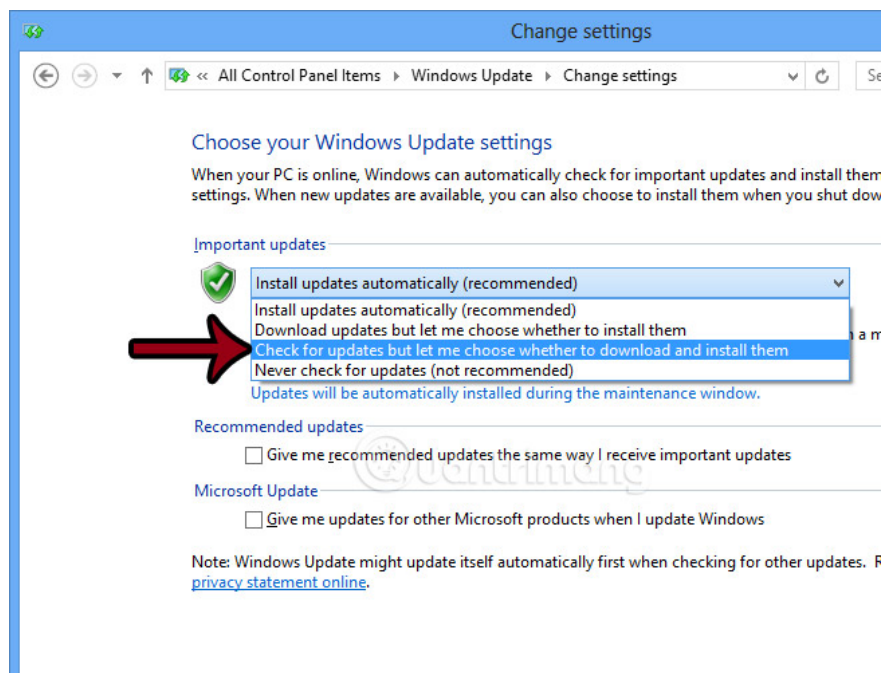 Change settings
« All Control Panel Items Windows Update Change settings
Choose your Windows Update settings
When your PC is online, Windows can automatically check for important updates and install them
settings. When new updates are available, you can also choose to install them when you shut
Important updates
Install updates automatically (recommended)
Install updates automatically (recommended)
Download updates but let me choose whether to install them
Check for updates but let me choose whether to download and install them
Never check for updates (not recommended)
Updates will be automatically installed during the maintenance window.
Recommended updates
Give me recommended updates the same way I receive important updates
uantrimang
Microsoft Update
Give me updates for other Microsoft products when I update Windows
Note: Windows Update might update itself automatically first when checking for other updates.
privacy statement online.